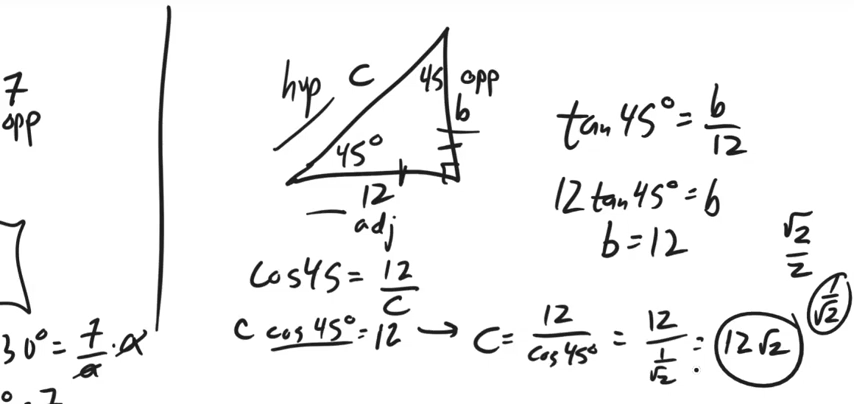 7
opp
30° = 7/a · a
hyp C 45 opp
b
45°
12
adj
tan 45° = b/12
12 tan 45° = b
b = 12
√2/2
1/√2
cos 45 = 12/C
C cos 45° = 12 → C = 12/cos 45° = 12/(1/√2) = 12√2